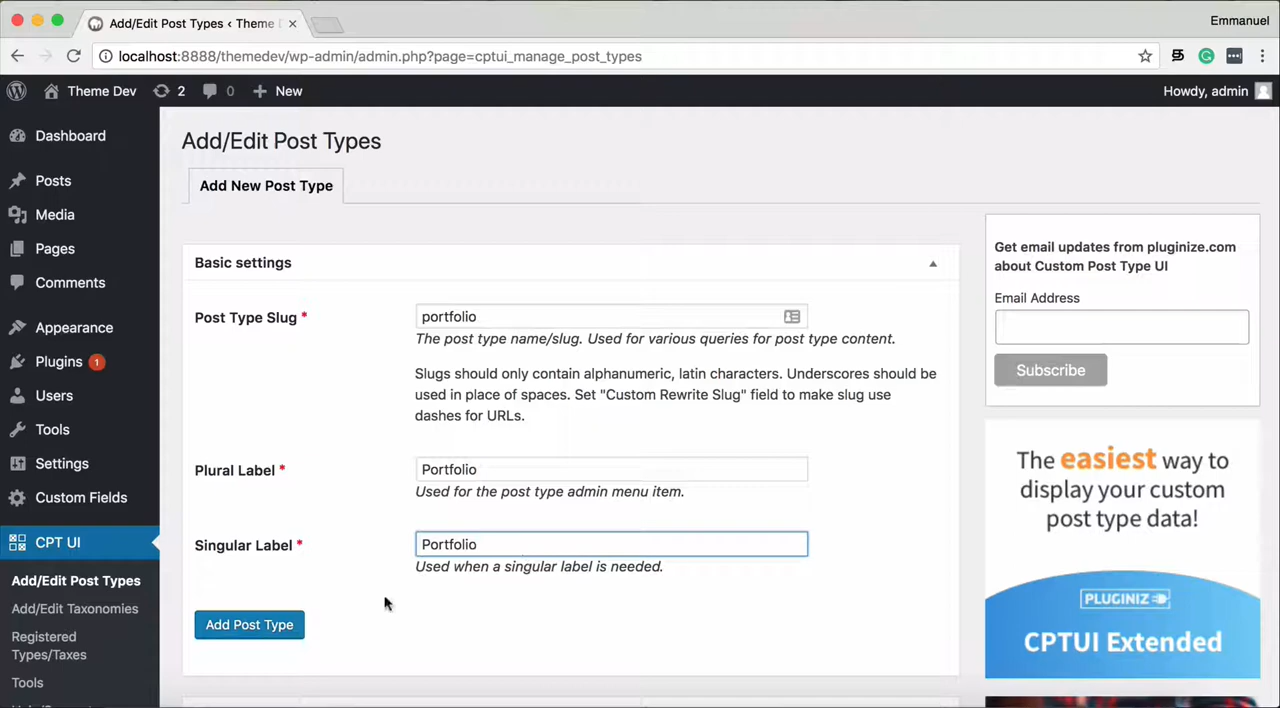 Add/Edit Post Types ‹ Theme
Emmanuel
localhost:8888/themedev/wp-admin/admin.php?page=cptui_manage_post_types
Theme Dev
2
0
New
Howdy, admin
Dashboard
Posts
Media
Pages
Comments
Appearance
Plugins 1
Users
Tools
Settings
Custom Fields
CPT UI
Add/Edit Post Types
Add/Edit Taxonomies
Registered
Types/Taxes
Tools
Add/Edit Post Types
Add New Post Type
Basic settings
Post Type Slug *
portfolio
The post type name/slug. Used for various queries for post type content.
Slugs should only contain alphanumeric, latin characters. Underscores should be
used in place of spaces. Set "Custom Rewrite Slug" field to make slug use
dashes for URLs.
Plural Label *
Portfolio
Used for the post type admin menu item.
Singular Label *
Portfolio
Used when a singular label is needed.
Add Post Type
Get email updates from pluginize.com
about Custom Post Type UI
Email Address
Subscribe
The easiest way to
display your custom
post type data!
PLUGINIZ
CPTUI Extended